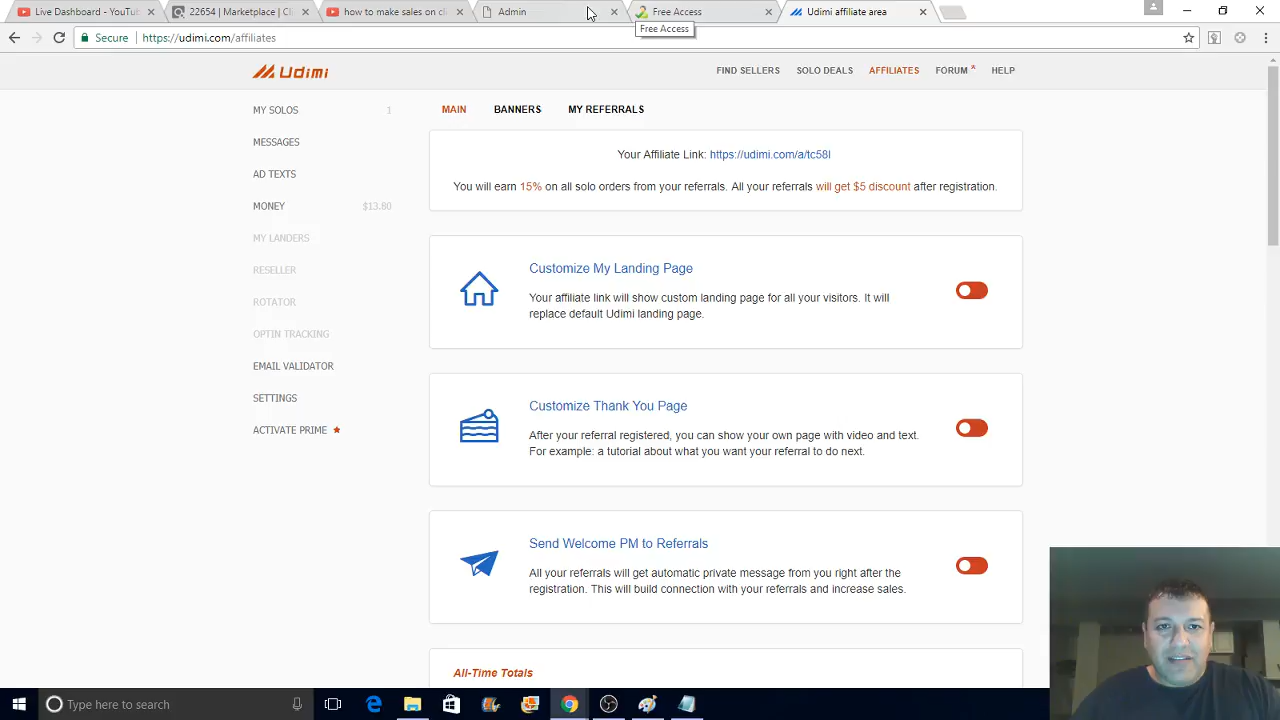 Live Dashboard - YouTu
22654 | Marketplace | Cli
how to make sales on cl
Admin
Free Access
Udimi affiliate area
Free Access
Secure
https://udimi.com/affiliates
Udimi
FIND SELLERS
SOLO DEALS
AFFILIATES
FORUM
HELP
MY SOLOS 1
MESSAGES
AD TEXTS
MONEY $13.80
MY LANDERS
RESELLER
ROTATOR
OPTIN TRACKING
EMAIL VALIDATOR
SETTINGS
ACTIVATE PRIME
MAIN
BANNERS
MY REFERRALS
Your Affiliate Link: https://udimi.com/a/tc58l
You will earn 15% on all solo orders from your referrals. All your referrals will get $5 discount after registration.
Customize My Landing Page
Your affiliate link will show custom landing page for all your visitors. It will
replace default Udimi landing page.
Customize Thank You Page
After your referral registered, you can show your own page with video and text.
For example: a tutorial about what you want your referral to do next.
Send Welcome PM to Referrals
All your referrals will get automatic private message from you right after the
registration. This will build connection with your referrals and increase sales.
All-Time Totals
Type here to search